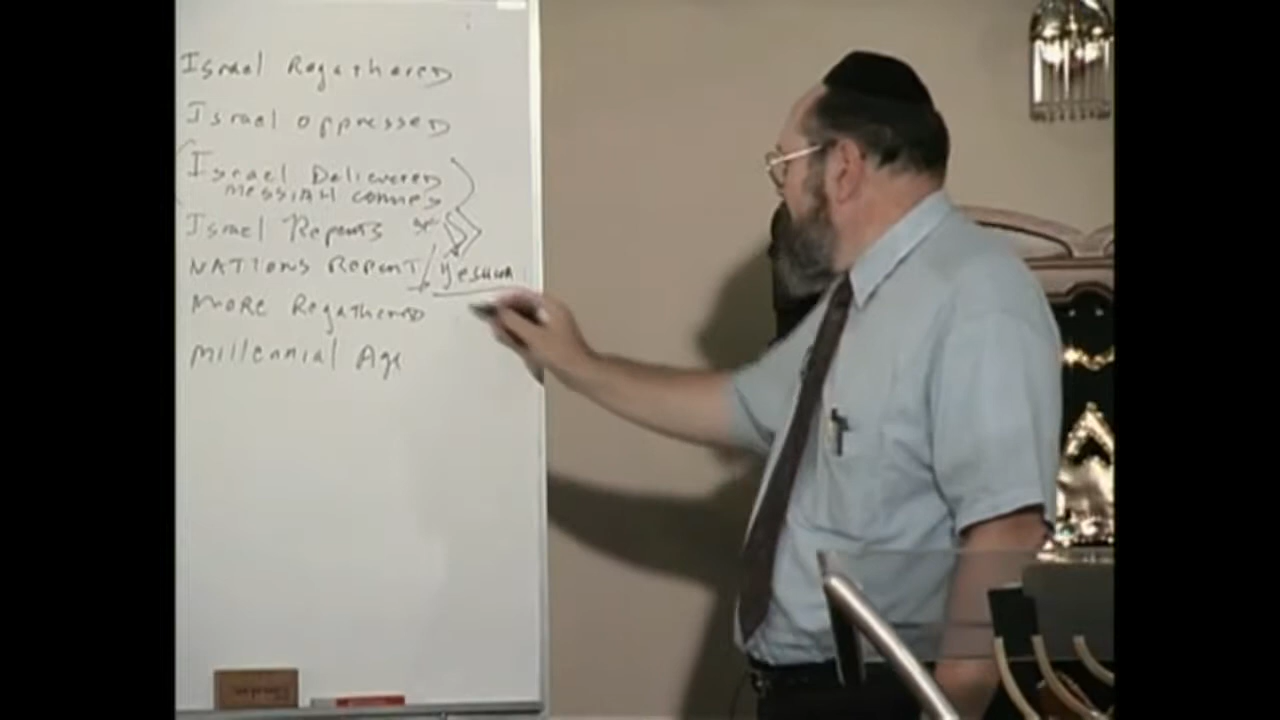 Israel Regathered
Israel oppressed
Israel Delivered
MESSIAH comes
Israel Repents
NATIONS Repent / Yeshua
MORE Regathered
Millennial Age